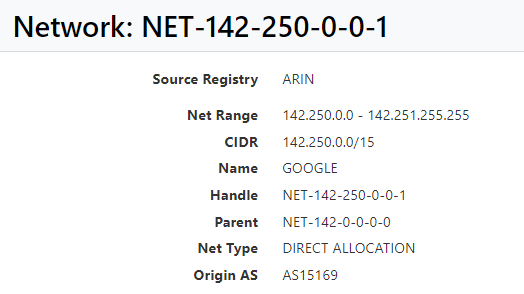 Network: NET-142-250-0-0-1
Source Registry ARIN
Net Range 142.250.0.0 - 142.251.255.255
CIDR 142.250.0.0/15
Name GOOGLE
Handle NET-142-250-0-0-1
Parent NET-142-0-0-0-0
Net Type DIRECT ALLOCATION
Origin AS AS15169